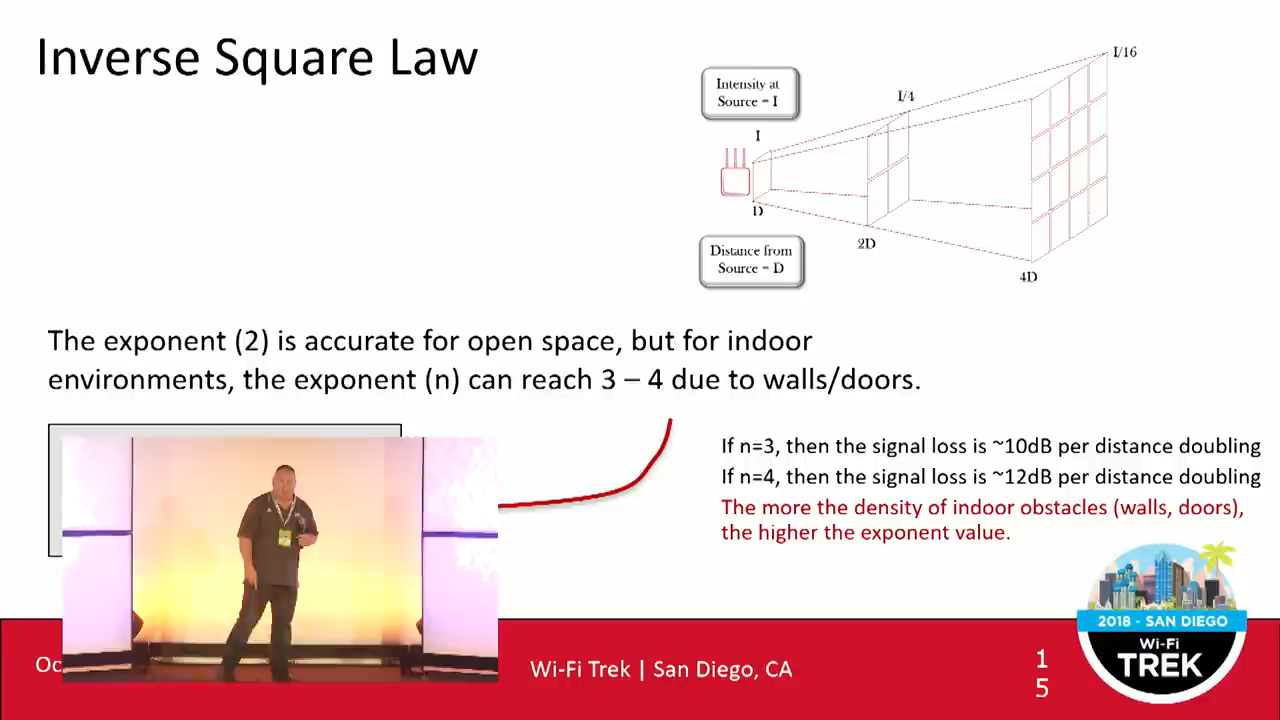 Inverse Square Law
Intensity at
Source = I
I
I/4
I/16
D
2D
4D
Distance from
Source = D
The exponent (2) is accurate for open space, but for indoor
environments, the exponent (n) can reach 3 – 4 due to walls/doors.
If n=3, then the signal loss is ~10dB per distance doubling
If n=4, then the signal loss is ~12dB per distance doubling
The more the density of indoor obstacles (walls, doors),
the higher the exponent value.
Wi-Fi Trek | San Diego, CA
1
5
2018 - SAN DIEGO
Wi-Fi
TREK